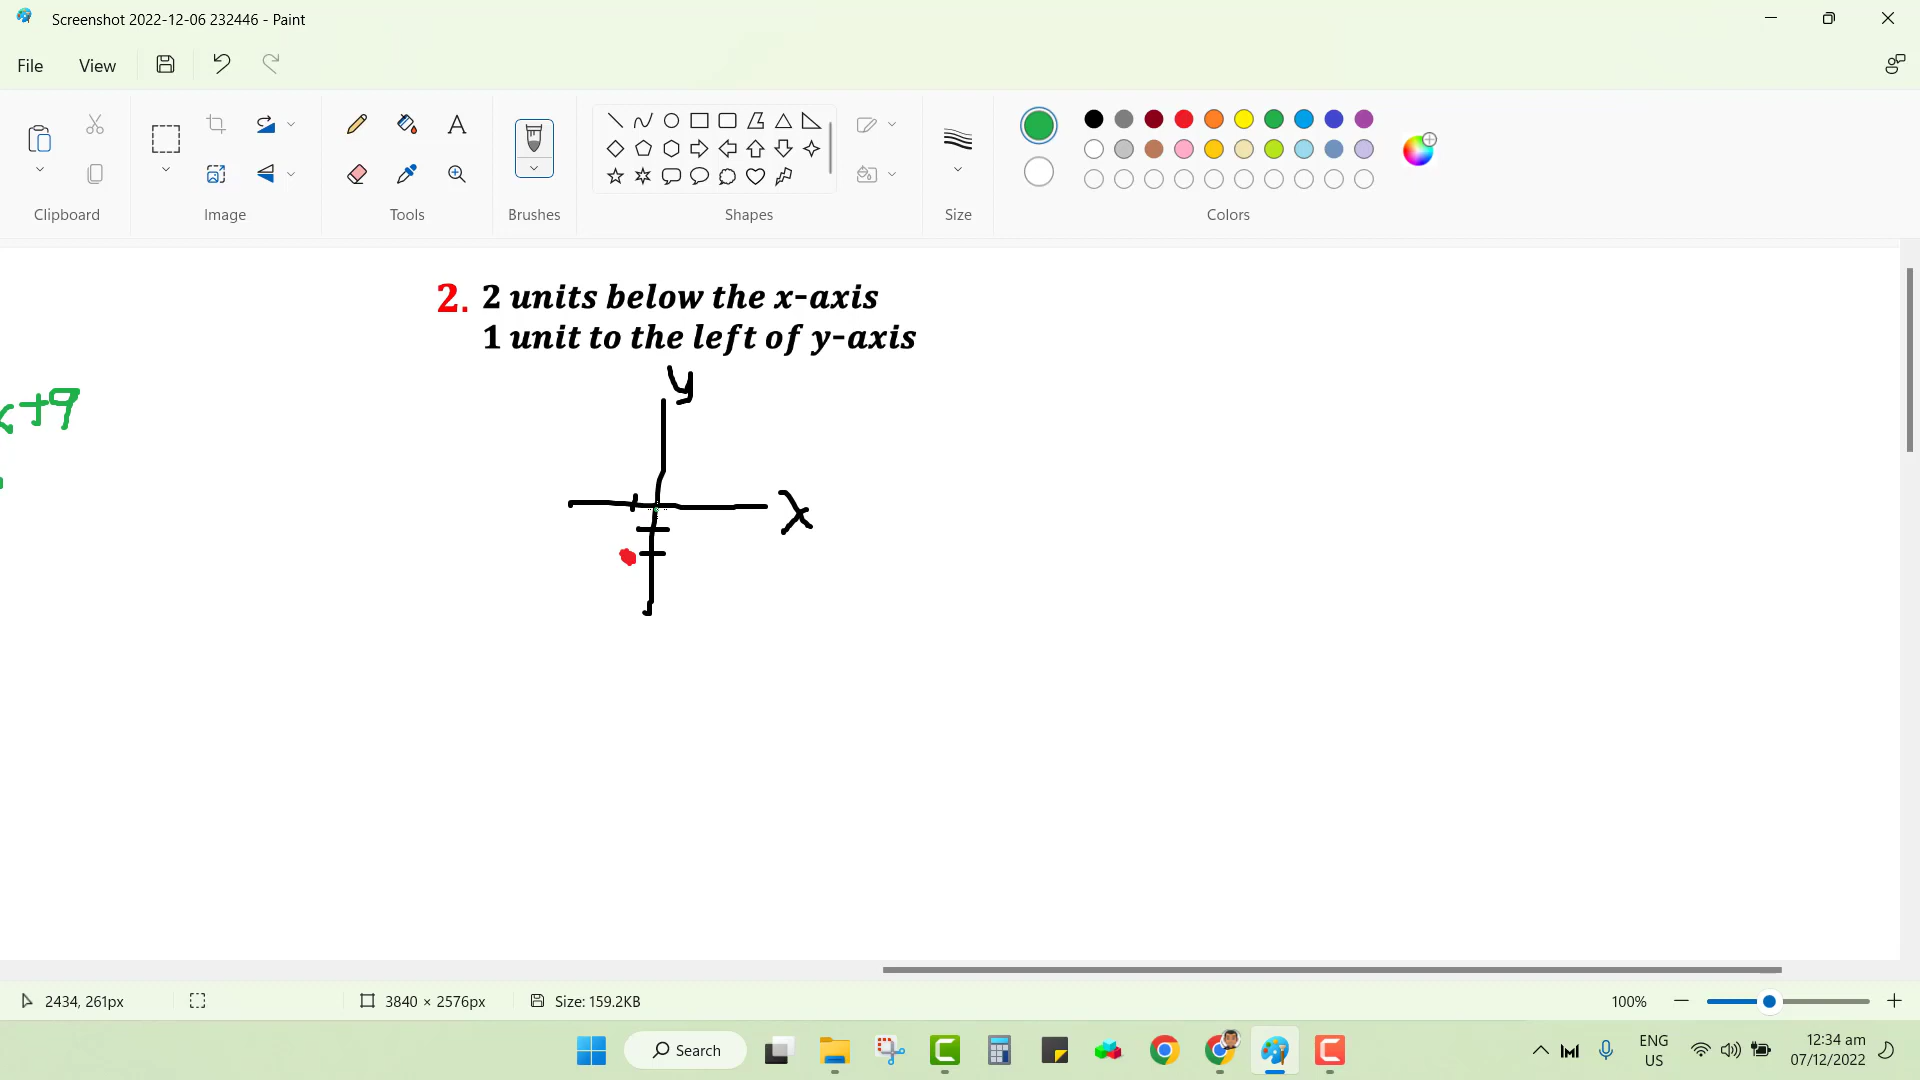 Screenshot 2022-12-06 232446 - Paint
File View
Clipboard Image Tools Brushes Shapes Size Colors
2. 2 units below the x-axis
1 unit to the left of y-axis
y
+9
x
2434, 261px 3840 × 2576px Size: 159.2KB 100%
Search
ENG
US
12:34 am
07/12/2022